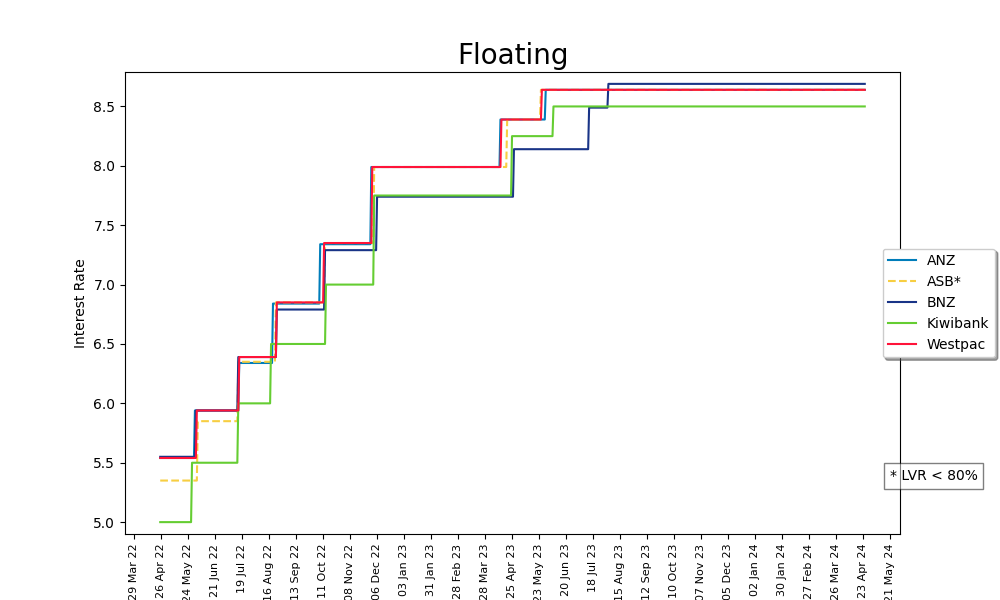 Floating
Interest Rate
8.5
8.0
7.5
7.0
6.5
6.0
5.5
5.0
29 Mar 22
26 Apr 22
24 May 22
21 Jun 22
19 Jul 22
16 Aug 22
13 Sep 22
11 Oct 22
08 Nov 22
06 Dec 22
03 Jan 23
31 Jan 23
28 Feb 23
28 Mar 23
25 Apr 23
23 May 23
20 Jun 23
18 Jul 23
15 Aug 23
12 Sep 23
10 Oct 23
07 Nov 23
05 Dec 23
02 Jan 24
30 Jan 24
27 Feb 24
26 Mar 24
23 Apr 24
21 May 24
ANZ
ASB*
BNZ
Kiwibank
Westpac
* LVR < 80%